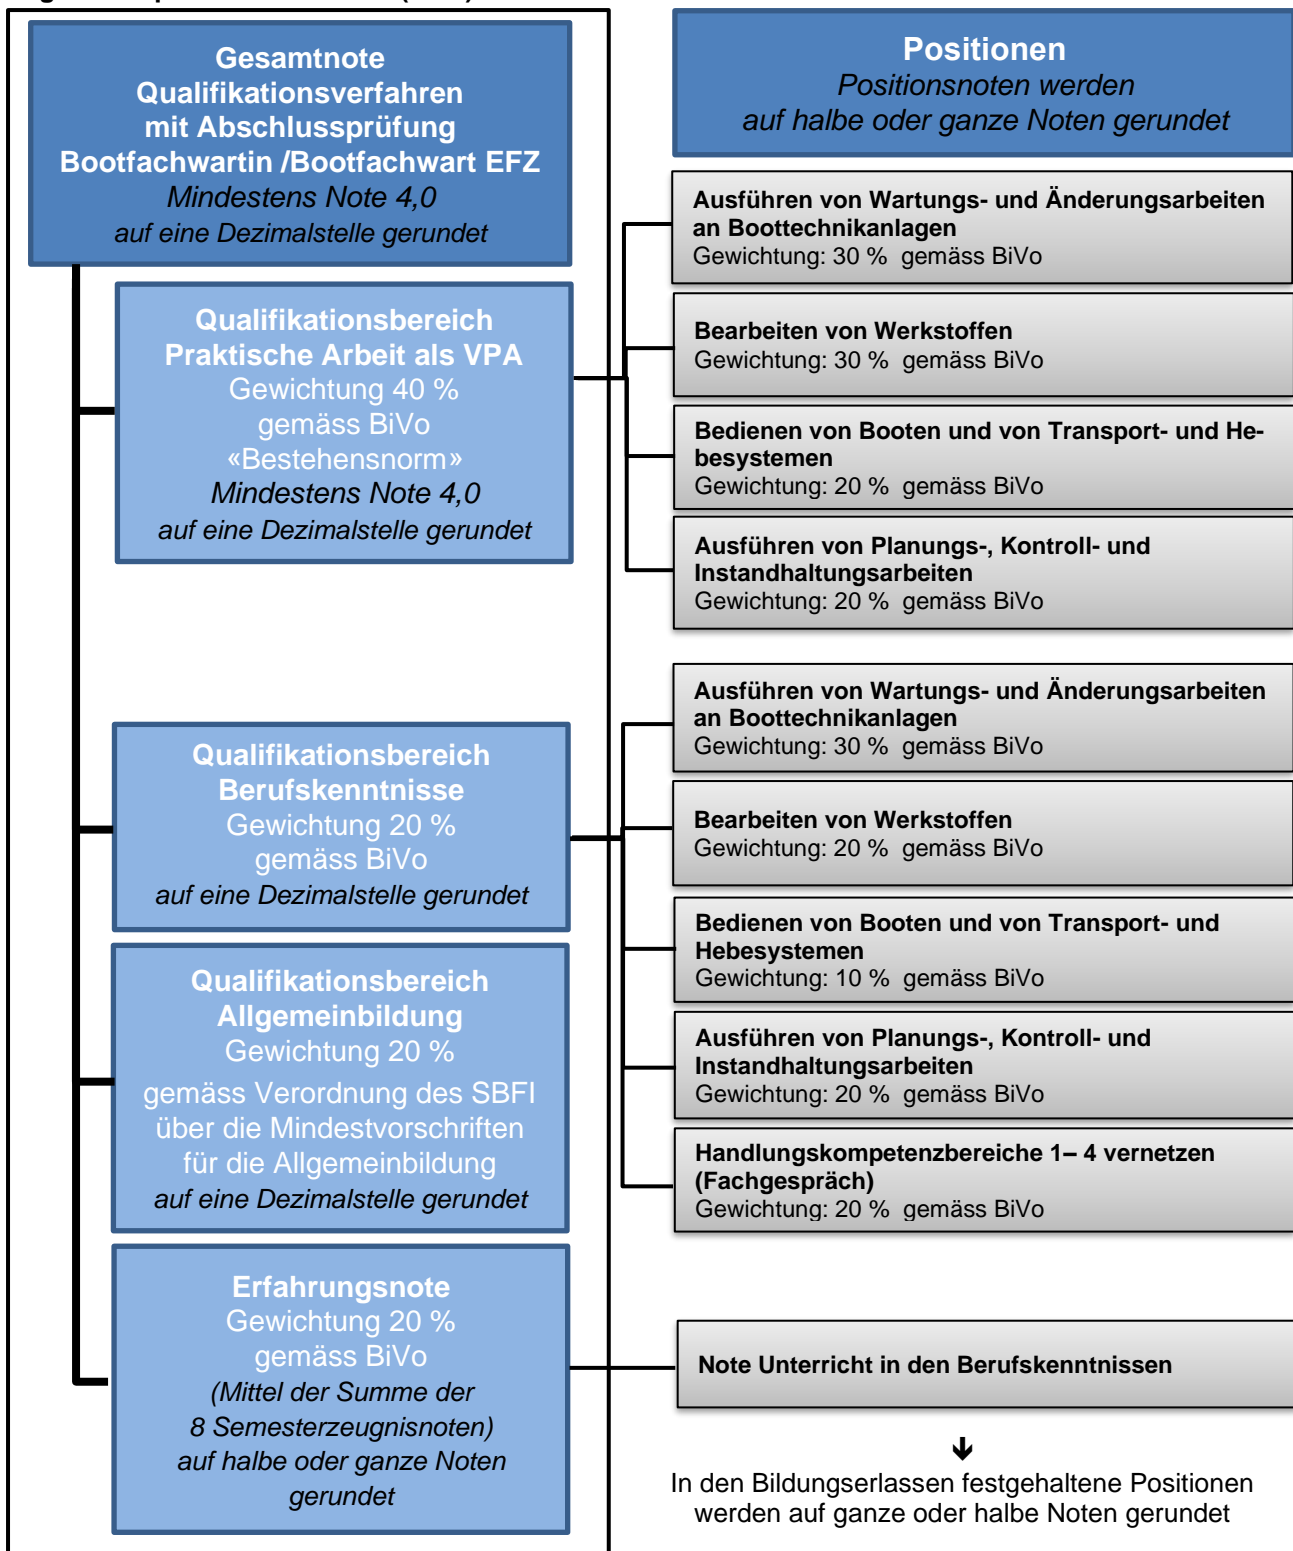 Gesamtnote
Qualifikationsverfahren
mit Abschlussprüfung
Bootfachwartin /Bootfachwart EFZ
Mindestens Note 4,0
auf eine Dezimalstelle gerundet
Qualifikationsbereich
Praktische Arbeit als VPA
Gewichtung 40 %
gemäss BiVo
«Bestehensnorm»
Mindestens Note 4,0
auf eine Dezimalstelle gerundet
Qualifikationsbereich
Berufskenntnisse
Gewichtung 20 %
gemäss BiVo
auf eine Dezimalstelle gerundet
Qualifikationsbereich
Allgemeinbildung
Gewichtung 20 %
gemäss Verordnung des SBFI
über die Mindestvorschriften
für die Allgemeinbildung
auf eine Dezimalstelle gerundet
Erfahrungsnote
Gewichtung 20 %
gemäss BiVo
(Mittel der Summe der
8 Semesterzeugnisnoten)
auf halbe oder ganze Noten
gerundet
Positionen
Positionsnoten werden
auf halbe oder ganze Noten gerundet
Ausführen von Wartungs- und Änderungsarbeiten
an Boottechnikanlagen
Gewichtung: 30 % gemäss BiVo
Bearbeiten von Werkstoffen
Gewichtung: 30 % gemäss BiVo
Bedienen von Booten und von Transport- und He-
besystemen
Gewichtung: 20 % gemäss BiVo
Ausführen von Planungs-, Kontroll- und
Instandhaltungsarbeiten
Gewichtung: 20 % gemäss BiVo
Ausführen von Wartungs- und Änderungsarbeiten
an Boottechnikanlagen
Gewichtung: 30 % gemäss BiVo
Bearbeiten von Werkstoffen
Gewichtung: 20 % gemäss BiVo
Bedienen von Booten und von Transport- und
Hebesystemen
Gewichtung: 10 % gemäss BiVo
Ausführen von Planungs-, Kontroll- und
Instandhaltungsarbeiten
Gewichtung: 20 % gemäss BiVo
Handlungskompetenzbereiche 1– 4 vernetzen
(Fachgespräch)
Gewichtung: 20 % gemäss BiVo
Note Unterricht in den Berufskenntnissen
In den Bildungserlassen festgehaltene Positionen
werden auf ganze oder halbe Noten gerundet